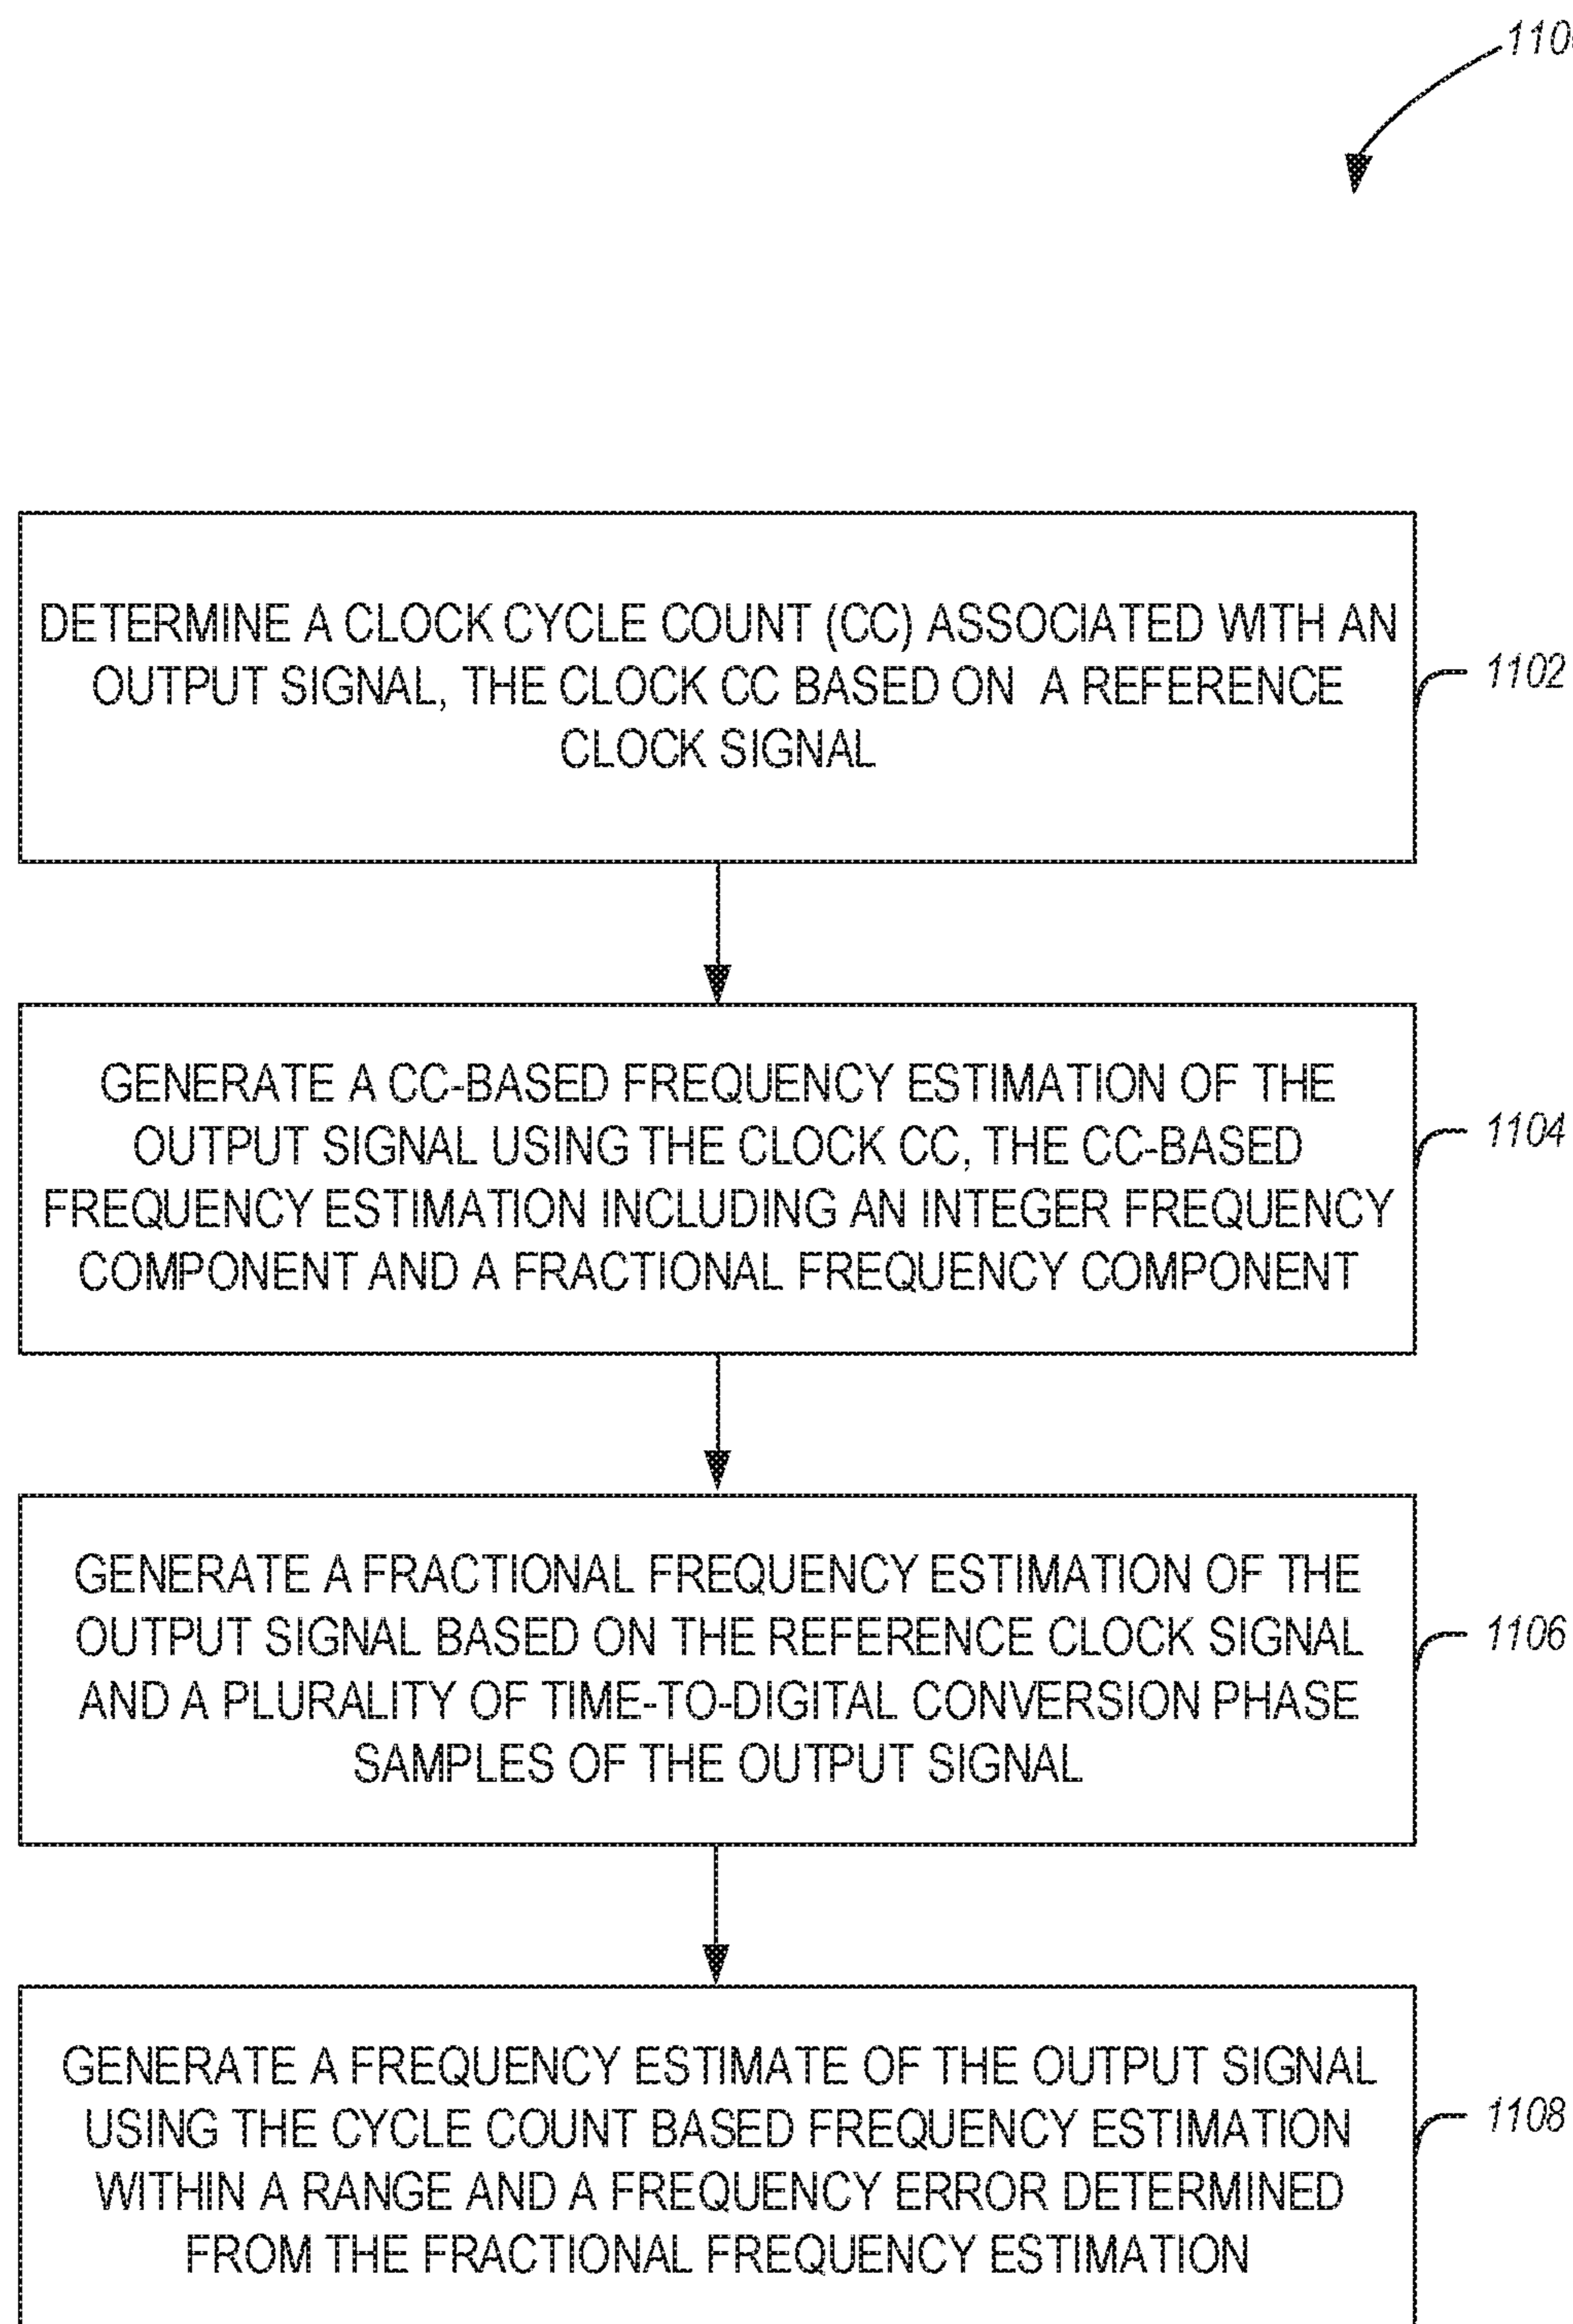 DETERMINE A CLOCK CYCLE COUNT (CC) ASSOCIATED WITH AN
OUTPUT SIGNAL, THE CLOCK CC BASED ON A REFERENCE
CLOCK SIGNAL
1102
GENERATE A CC-BASED FREQUENCY ESTIMATION OF THE
OUTPUT SIGNAL USING THE CLOCK CC, THE CC-BASED
FREQUENCY ESTIMATION INCLUDING AN INTEGER FREQUENCY
COMPONENT AND A FRACTIONAL FREQUENCY COMPONENT
1104
GENERATE A FRACTIONAL FREQUENCY ESTIMATION OF THE
OUTPUT SIGNAL BASED ON THE REFERENCE CLOCK SIGNAL
AND A PLURALITY OF TIME-TO-DIGITAL CONVERSION PHASE
SAMPLES OF THE OUTPUT SIGNAL
1106
GENERATE A FREQUENCY ESTIMATE OF THE OUTPUT SIGNAL
USING THE CYCLE COUNT BASED FREQUENCY ESTIMATION
WITHIN A RANGE AND A FREQUENCY ERROR DETERMINED
FROM THE FRACTIONAL FREQUENCY ESTIMATION
1108